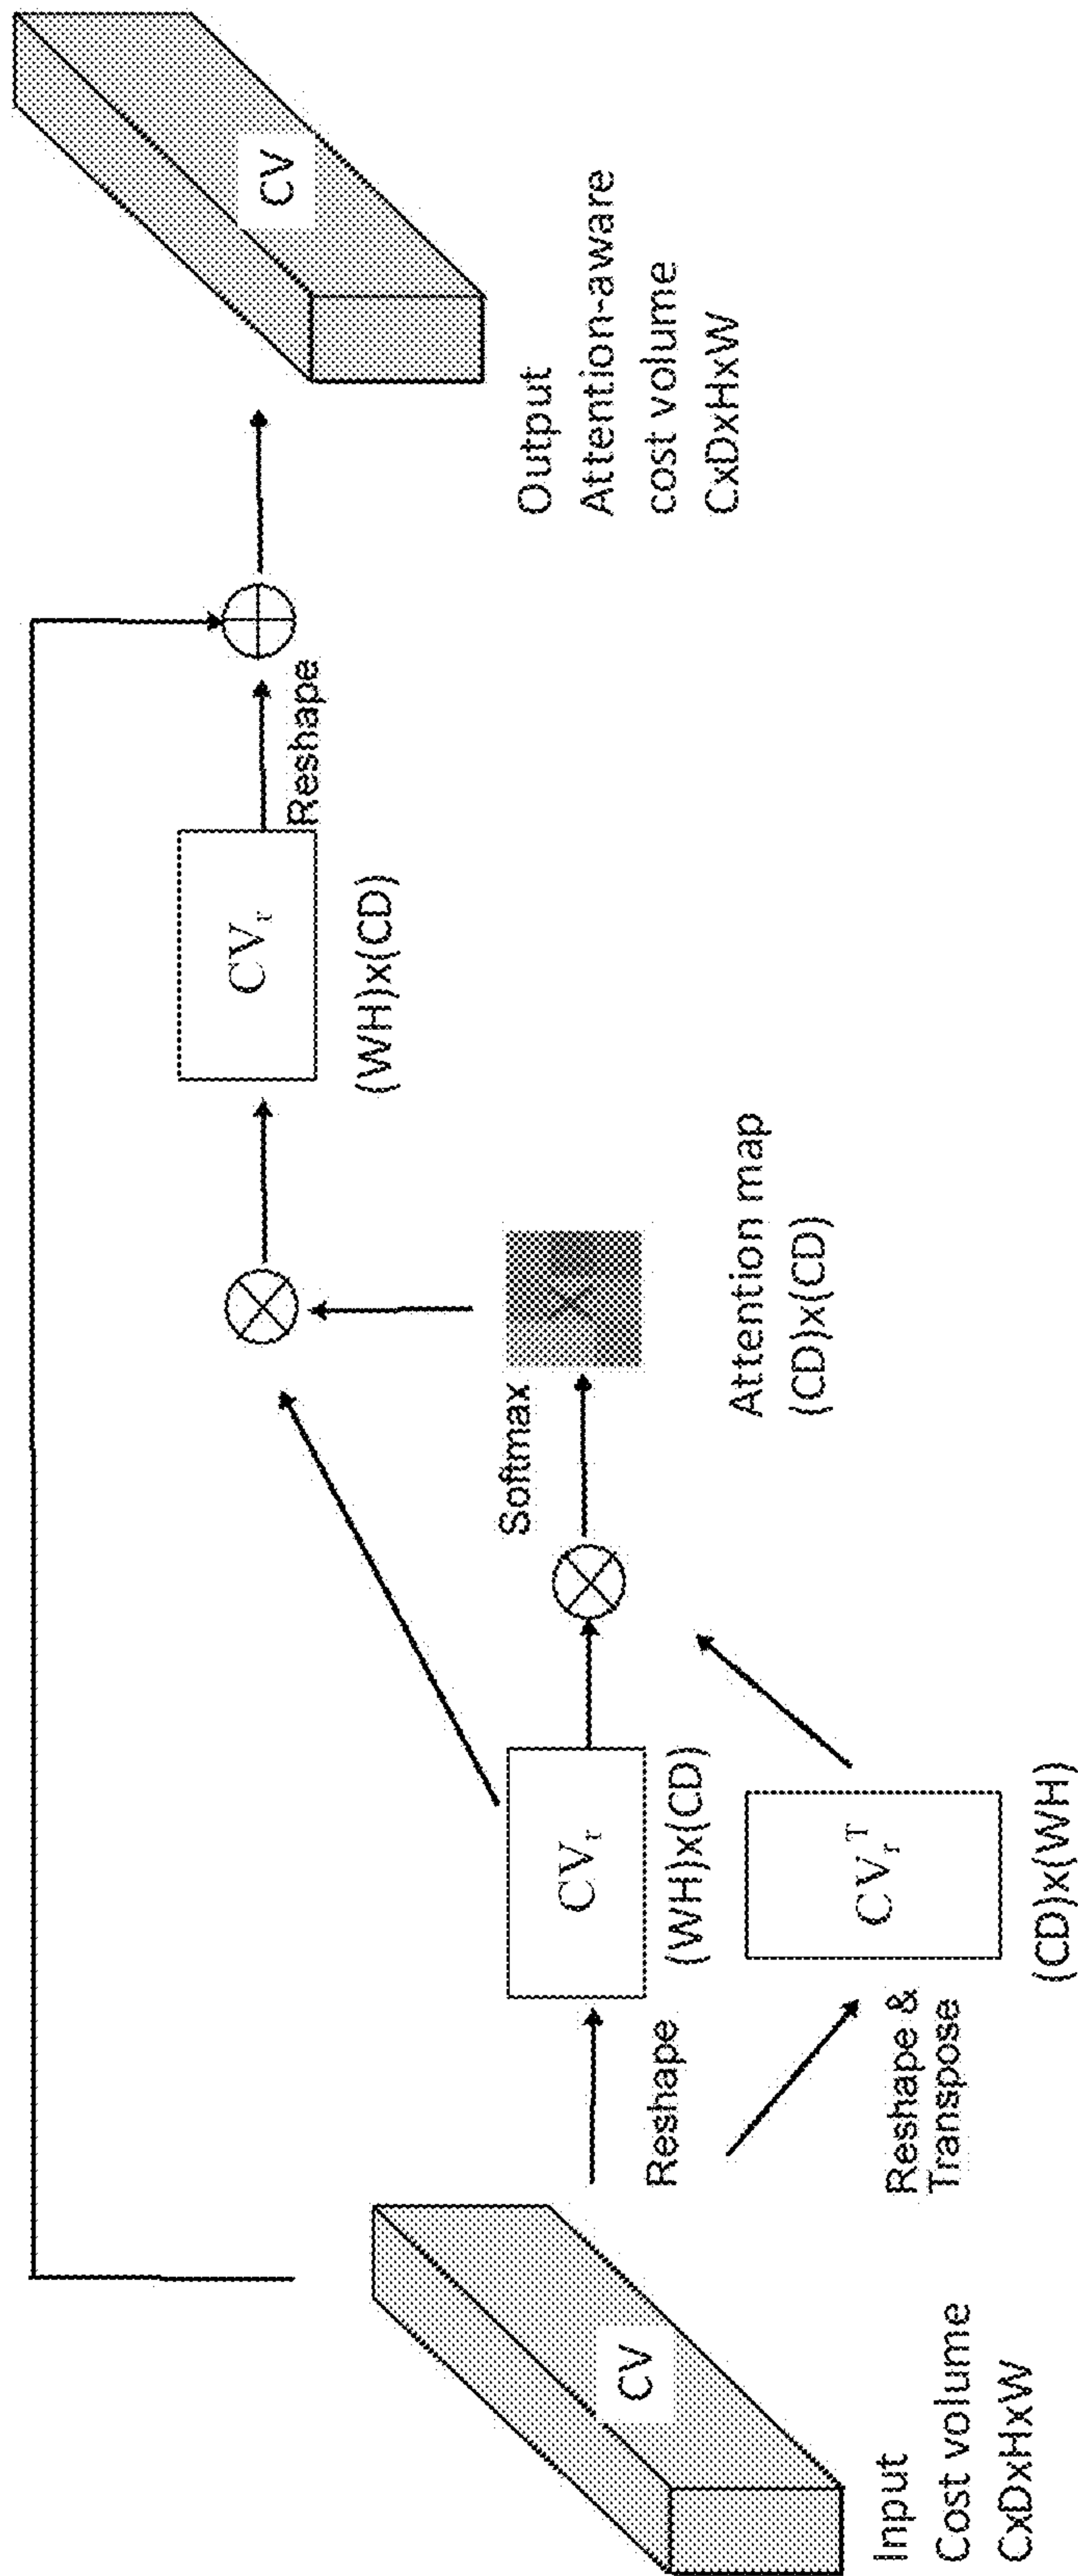 CV
Input
Cost volume
CxDxHxW
Reshape
Reshape &
Transpose
CVr
(WH)x(CD)
CVrT
(CD)x(WH)
Softmax
X
Attention map
(CD)x(CD)
CVr
(WH)x(CD)
Reshape
CV
Output
Attention-aware
cost volume
CxDxHxW